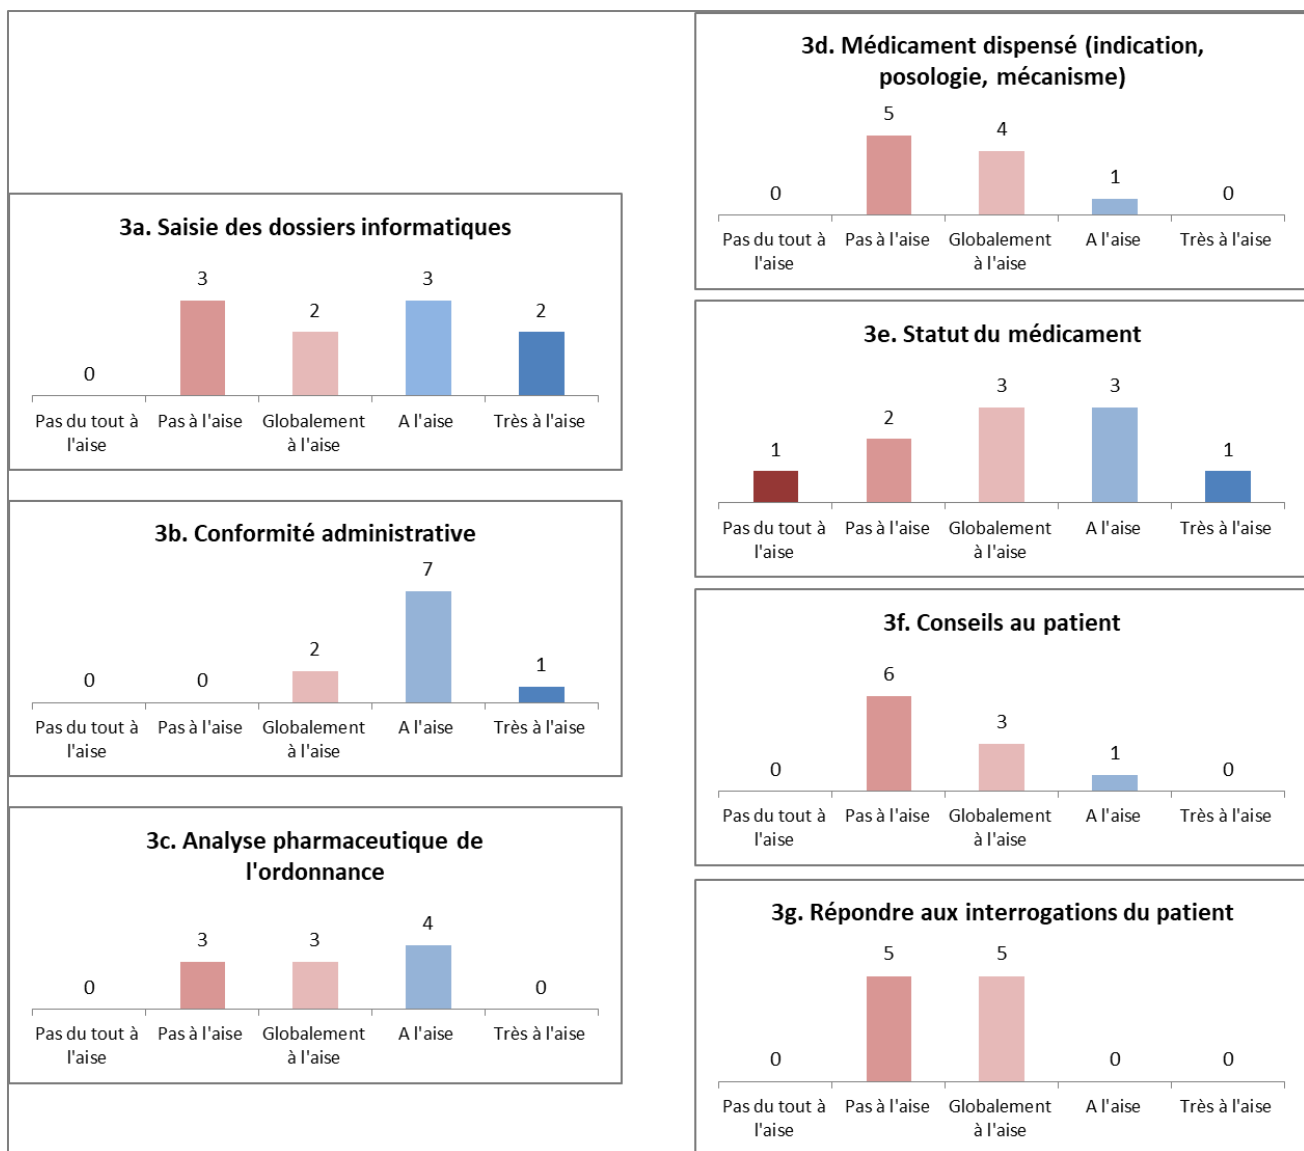 3a. Saisie des dossiers informatiques
0 3 2 3 2
Pas du tout à Pas à l'aise Globalement A l'aise Très à l'aise
l'aise à l'aise
3b. Conformité administrative
0 0 2 7 1
Pas du tout à Pas à l'aise Globalement A l'aise Très à l'aise
l'aise à l'aise
3c. Analyse pharmaceutique de
l'ordonnance
0 3 3 4 0
Pas du tout à Pas à l'aise Globalement A l'aise Très à l'aise
l'aise à l'aise
3d. Médicament dispensé (indication,
posologie, mécanisme)
0 5 4 1 0
Pas du tout à Pas à l'aise Globalement A l'aise Très à l'aise
l'aise à l'aise
3e. Statut du médicament
1 2 3 3 1
Pas du tout à Pas à l'aise Globalement A l'aise Très à l'aise
l'aise à l'aise
3f. Conseils au patient
0 6 3 1 0
Pas du tout à Pas à l'aise Globalement A l'aise Très à l'aise
l'aise à l'aise
3g. Répondre aux interrogations du patient
0 5 5 0 0
Pas du tout à Pas à l'aise Globalement A l'aise Très à l'aise
l'aise à l'aise